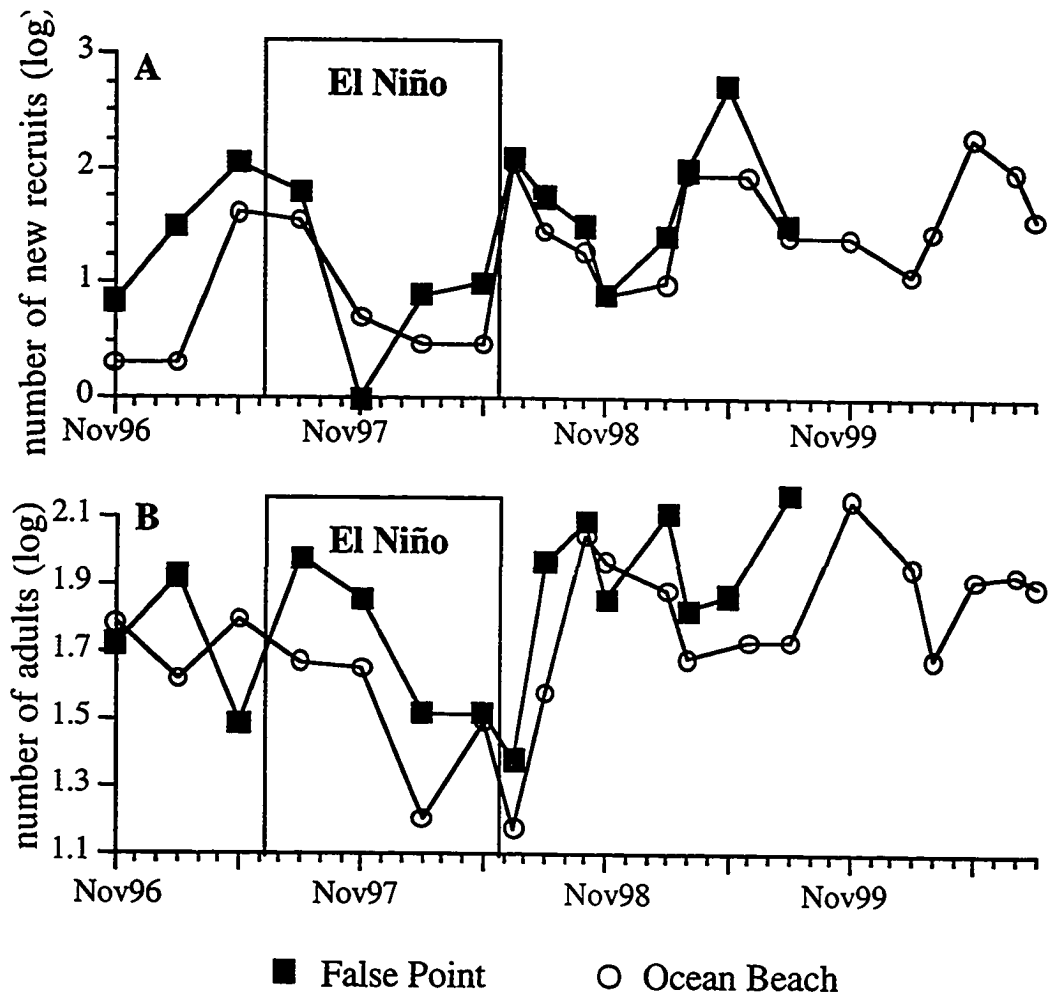 number of new recruits (log)
A
El Niño
3
2
1
0
Nov96
Nov97
Nov98
Nov99
number of adults (log)
B
El Niño
2.1
1.9
1.7
1.5
1.3
1.1
Nov96
Nov97
Nov98
Nov99
False Point
Ocean Beach